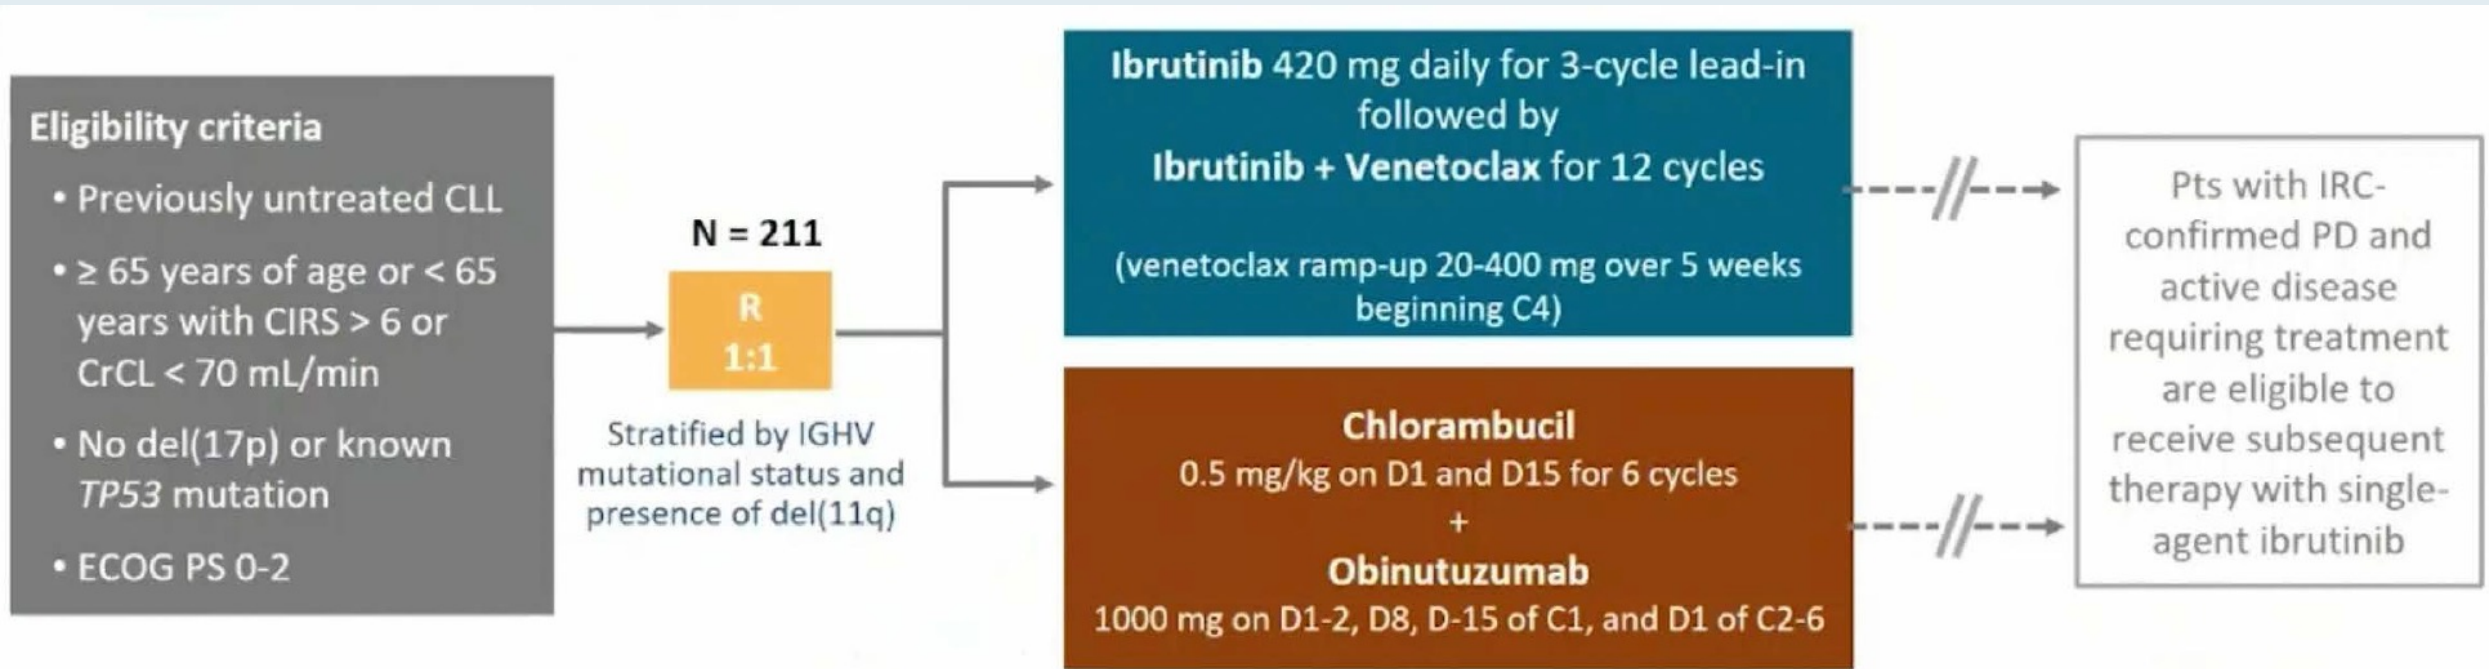 Eligibility criteria
• Previously untreated CLL
• ≥ 65 years of age or < 65
years with CIRS > 6 or
CrCL < 70 mL/min
• No del(17p) or known
TP53 mutation
• ECOG PS 0-2
N = 211
R
1:1
Stratified by IGHV
mutational status and
presence of del(11q)
Ibrutinib 420 mg daily for 3-cycle lead-in
followed by
Ibrutinib + Venetoclax for 12 cycles
(venetoclax ramp-up 20-400 mg over 5 weeks
beginning C4)
Chlorambucil
0.5 mg/kg on D1 and D15 for 6 cycles
+
Obinutuzumab
1000 mg on D1-2, D8, D-15 of C1, and D1 of C2-6
Pts with IRC-
confirmed PD and
active disease
requiring treatment
are eligible to
receive subsequent
therapy with single-
agent ibrutinib